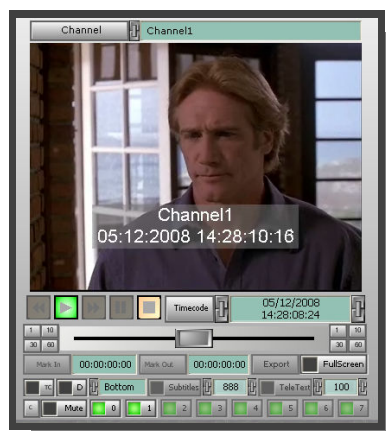 Channel Channel1
Channel1
05:12:2008 14:28:10:16
Timecode 05/12/2008
14:28:08:24
1 10 1 10
30 60 30 60
Mark In 00:00:00:00 Mark Out 00:00:00:00 Export FullScreen
TC D Bottom Subtitles 888 TeleText 100
C Mute 0 1 2 3 4 5 6 7